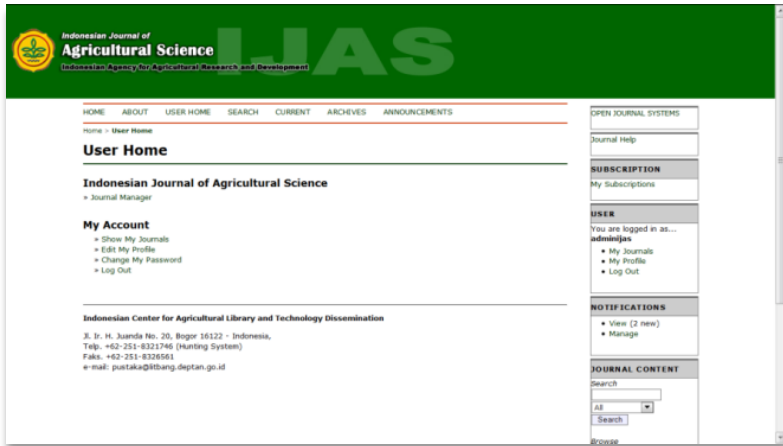 Indonesian Journal of
IJAS
Agricultural Science
Indonesian Agency for Agricultural Research and Development
HOME ABOUT USER HOME SEARCH CURRENT ARCHIVES ANNOUNCEMENTS
Home > User Home
User Home
Indonesian Journal of Agricultural Science
» Journal Manager
My Account
» Show My Journals
» Edit My Profile
» Change My Password
» Log Out
Indonesian Center for Agricultural Library and Technology Dissemination
Jl. Ir. H. Juanda No. 20, Bogor 16122 - Indonesia,
Telp. +62-251-8321746 (Hunting System)
Faks. +62-251-8326561
e-mail: pustaka@litbang.deptan.go.id
OPEN JOURNAL SYSTEMS
Journal Help
SUBSCRIPTION
My Subscriptions
USER
You are logged in as...
adminijas
• My Journals
• My Profile
• Log Out
NOTIFICATIONS
• View (2 new)
• Manage
JOURNAL CONTENT
Search
All
Search
Browse